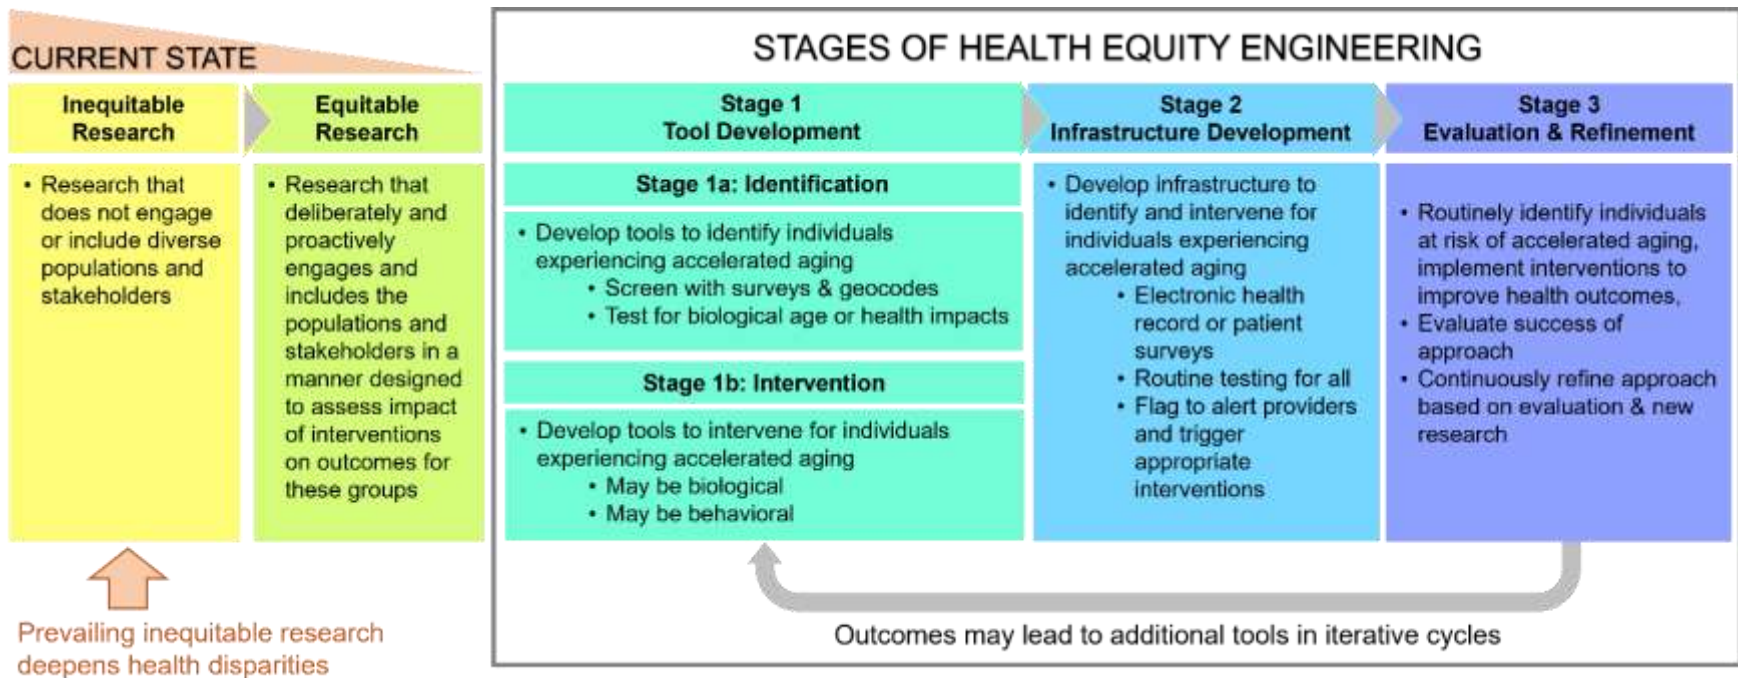 CURRENT STATE
Inequitable
Research
Equitable
Research
• Research that
does not engage
or include diverse
populations and
stakeholders
• Research that
deliberately and
proactively
engages and
includes the
populations and
stakeholders in a
manner designed
to assess impact
of interventions
on outcomes for
these groups
Prevailing inequitable research
deepens health disparities
STAGES OF HEALTH EQUITY ENGINEERING
Stage 1
Tool Development
Stage 1a: Identification
• Develop tools to identify individuals
experiencing accelerated aging
• Screen with surveys & geocodes
• Test for biological age or health impacts
Stage 1b: Intervention
• Develop tools to intervene for individuals
experiencing accelerated aging
• May be biological
• May be behavioral
Stage 2
Infrastructure Development
• Develop infrastructure to
identify and intervene for
individuals experiencing
accelerated aging
• Electronic health
record or patient
surveys
• Routine testing for all
• Flag to alert providers
and trigger
appropriate
interventions
Stage 3
Evaluation & Refinement
• Routinely identify individuals
at risk of accelerated aging,
implement interventions to
improve health outcomes,
• Evaluate success of
approach
• Continuously refine approach
based on evaluation & new
research
Outcomes may lead to additional tools in iterative cycles